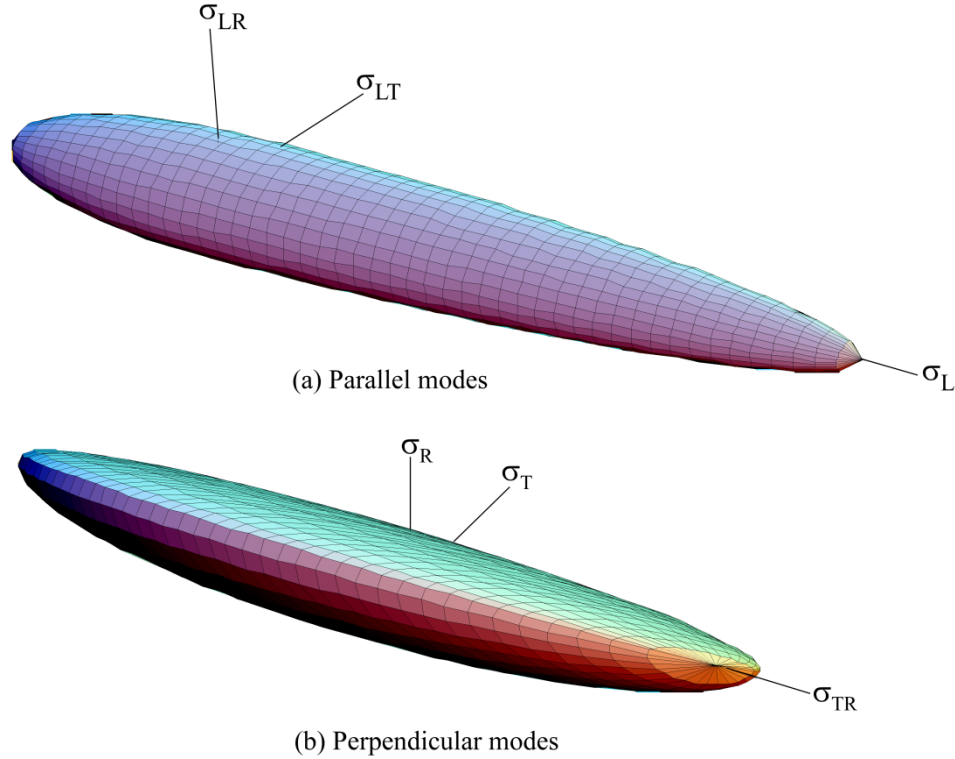 σLR
σLT
σL
(a) Parallel modes
σR
σT
σTR
(b) Perpendicular modes